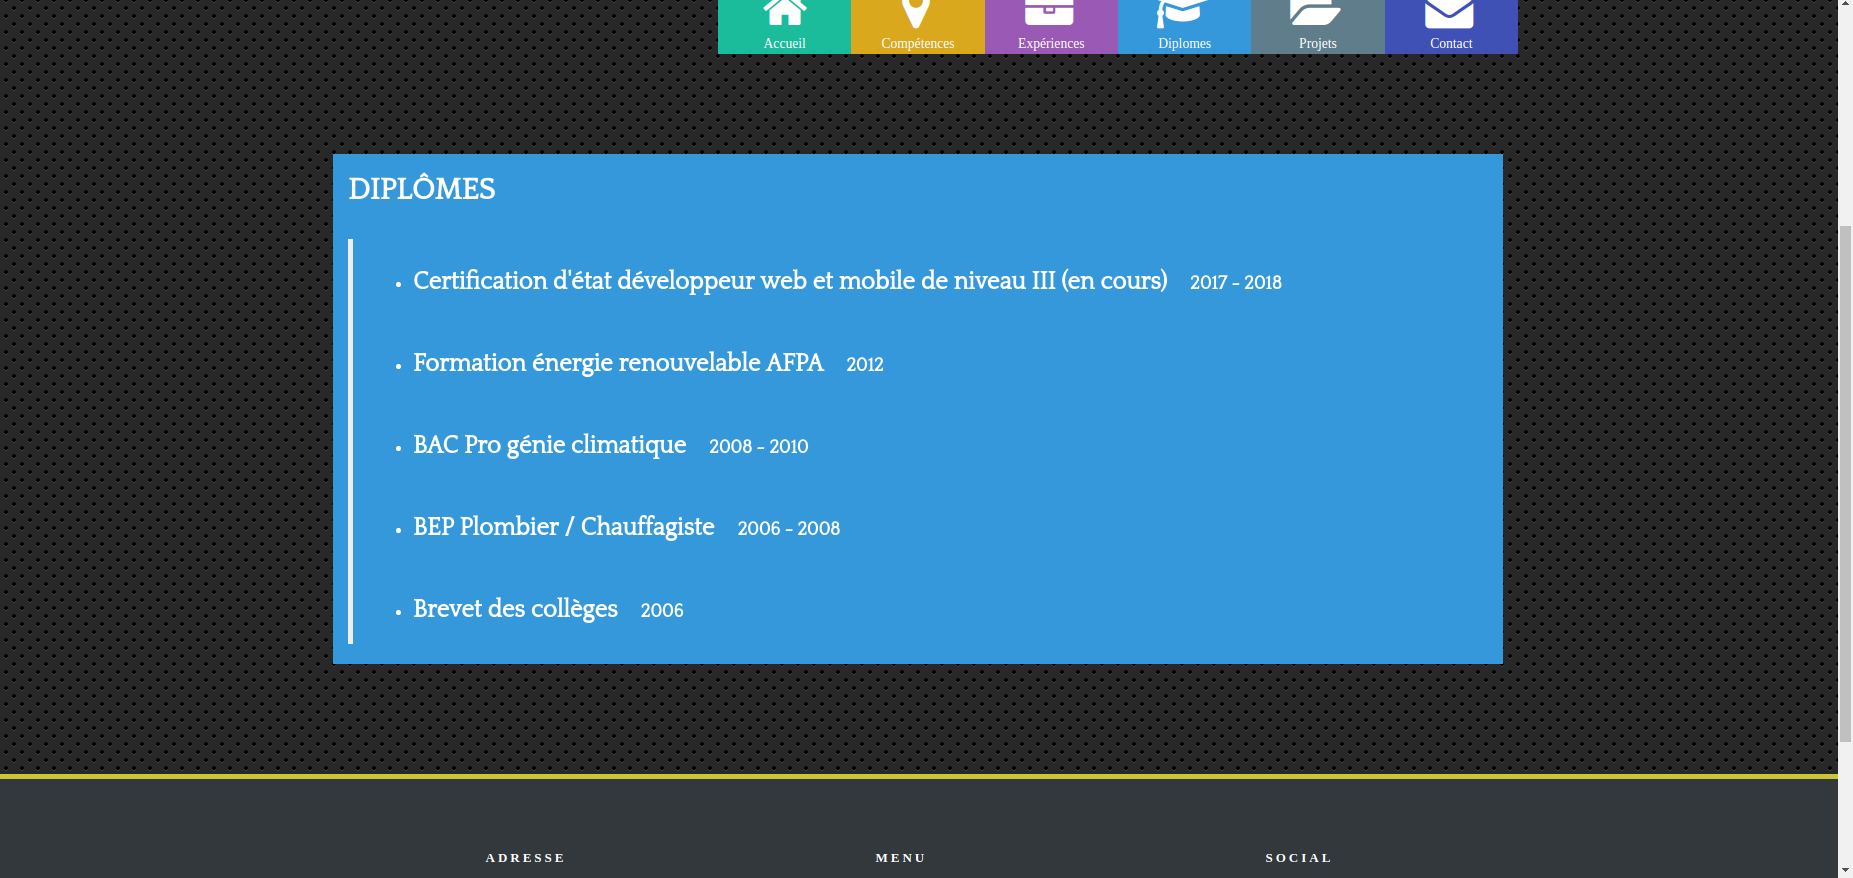 Accueil Compétences Expériences Diplomes Projets Contact
DIPLÔMES
• Certification d'état développeur web et mobile de niveau III (en cours) 2017 - 2018
• Formation énergie renouvelable AFPA 2012
• BAC Pro génie climatique 2008 - 2010
• BEP Plombier / Chauffagiste 2006 - 2008
• Brevet des collèges 2006
ADRESSE MENU SOCIAL